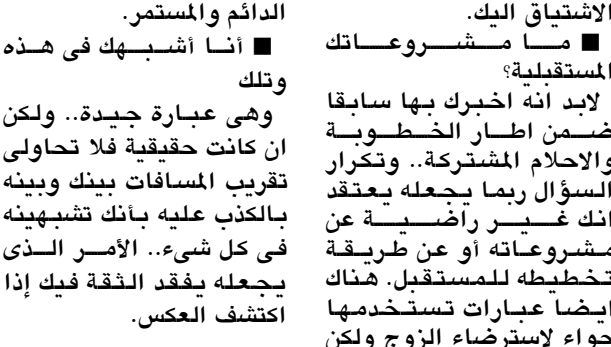 الاشتياق اليك.
■ ما مشروعاتك
المستقبلية؟
لابد انه اخبرك بها سابقا
ضمن اطار الخطوبة
والاحلام المشتركة.. وتكرار
السؤال ربما يجعله يعتقد
انك غير راضية عن
مشروعاته أو عن طريقة
تخطيطه للمستقبل. هناك
ايضا عبارات تستخدمها
حواء لإسترضاء الزوج ولكن
الدائم والمستمر.
■ أنا أشبهك فى هذه
وتلك
وهى عبارة جيدة.. ولكن
ان كانت حقيقية فلا تحاولى
تقريب المسافات بينك وبينه
بالكذب عليه بأنك تشبهينه
فى كل شىء.. الأمر الذى
يجعله يفقد الثقة فيك إذا
اكتشف العكس.